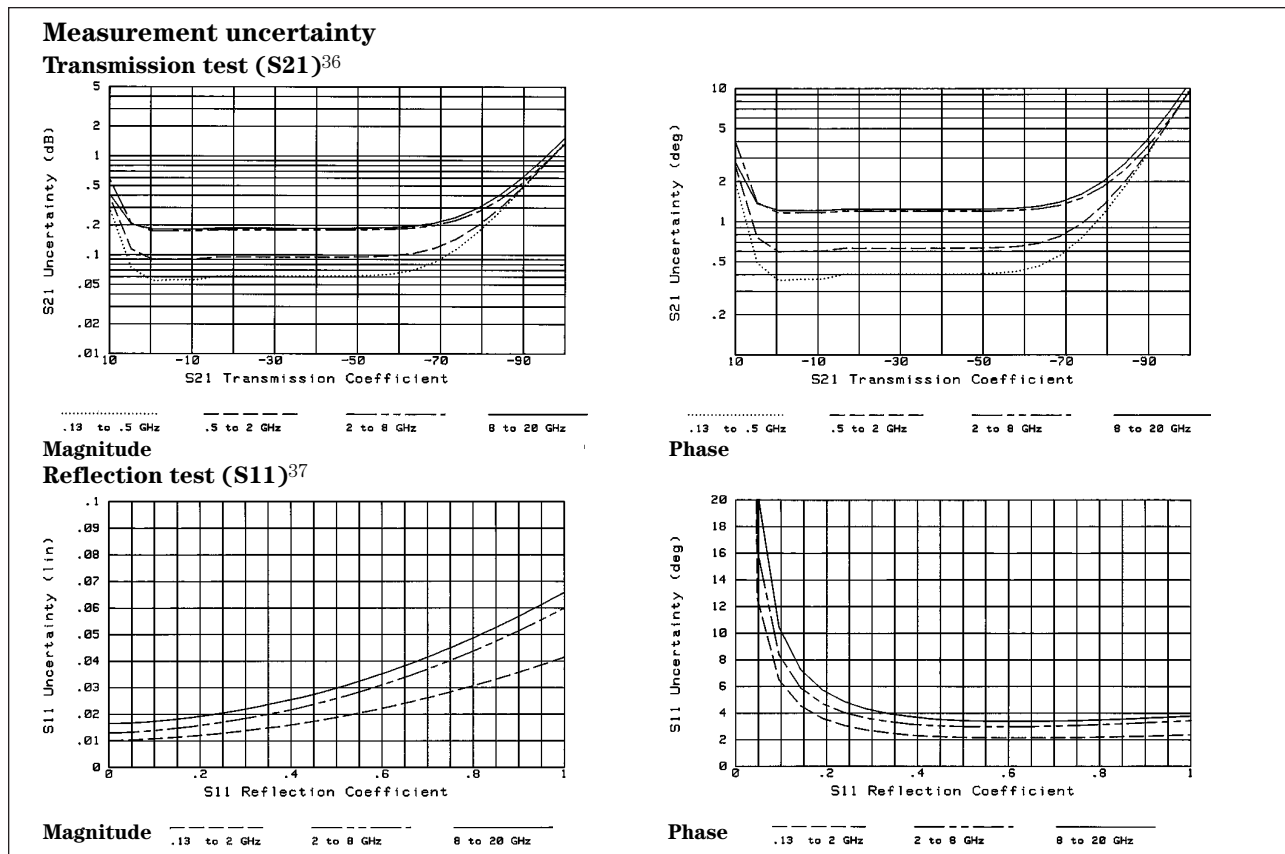 Measurement uncertainty
Transmission test (S21)36
S21 Uncertainty (dB)
5
2
1
.5
.2
.1
.05
.02
.01
10 -10 -30 -50 -70 -90
S21 Transmission Coefficient
.13 to .5 GHz .5 to 2 GHz 2 to 8 GHz 8 to 20 GHz
Magnitude
S21 Uncertainty (deg)
10
5
2
1
.5
.2
10 -10 -30 -50 -70 -90
S21 Transmission Coefficient
.13 to .5 GHz .5 to 2 GHz 2 to 8 GHz 8 to 20 GHz
Phase
Reflection test (S11)37
S11 Uncertainty (lin)
.1
.09
.08
.07
.06
.05
.04
.03
.02
.01
0
0 .2 .4 .6 .8 1
S11 Reflection Coefficient
Magnitude .13 to 2 GHz 2 to 8 GHz 8 to 20 GHz
S11 Uncertainty (deg)
20
18
16
14
12
10
8
6
4
2
0
0 .2 .4 .6 .8 1
S11 Reflection Coefficient
Phase .13 to 2 GHz 2 to 8 GHz 8 to 20 GHz